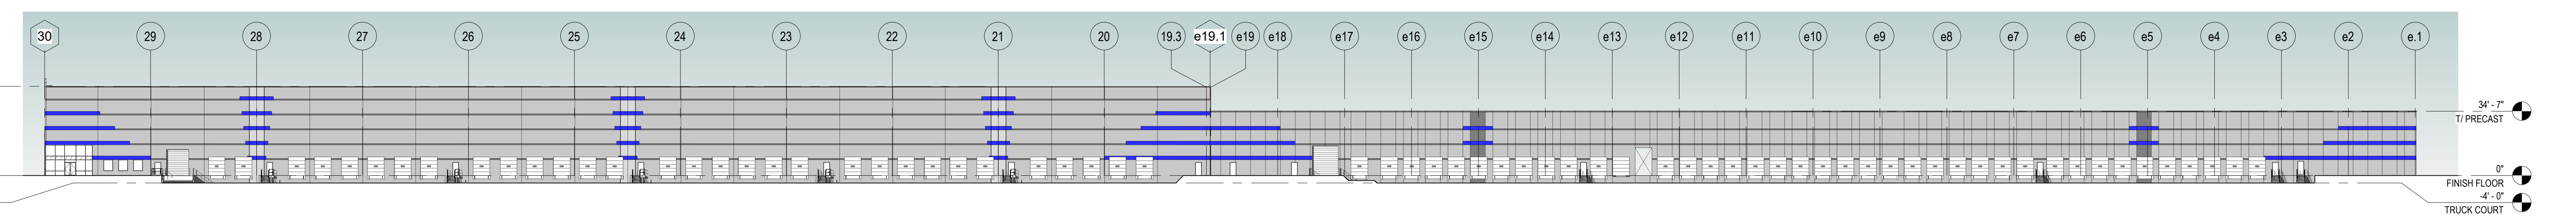 30 29 28 27 26 25 24 23 22 21 20 19.3 e19.1 e19 e18 e17 e16 e15 e14 e13 e12 e11 e10 e9 e8 e7 e6 e5 e4 e3 e2 e.1
34' - 7"
T/ PRECAST
0"
FINISH FLOOR
-4' - 0"
TRUCK COURT